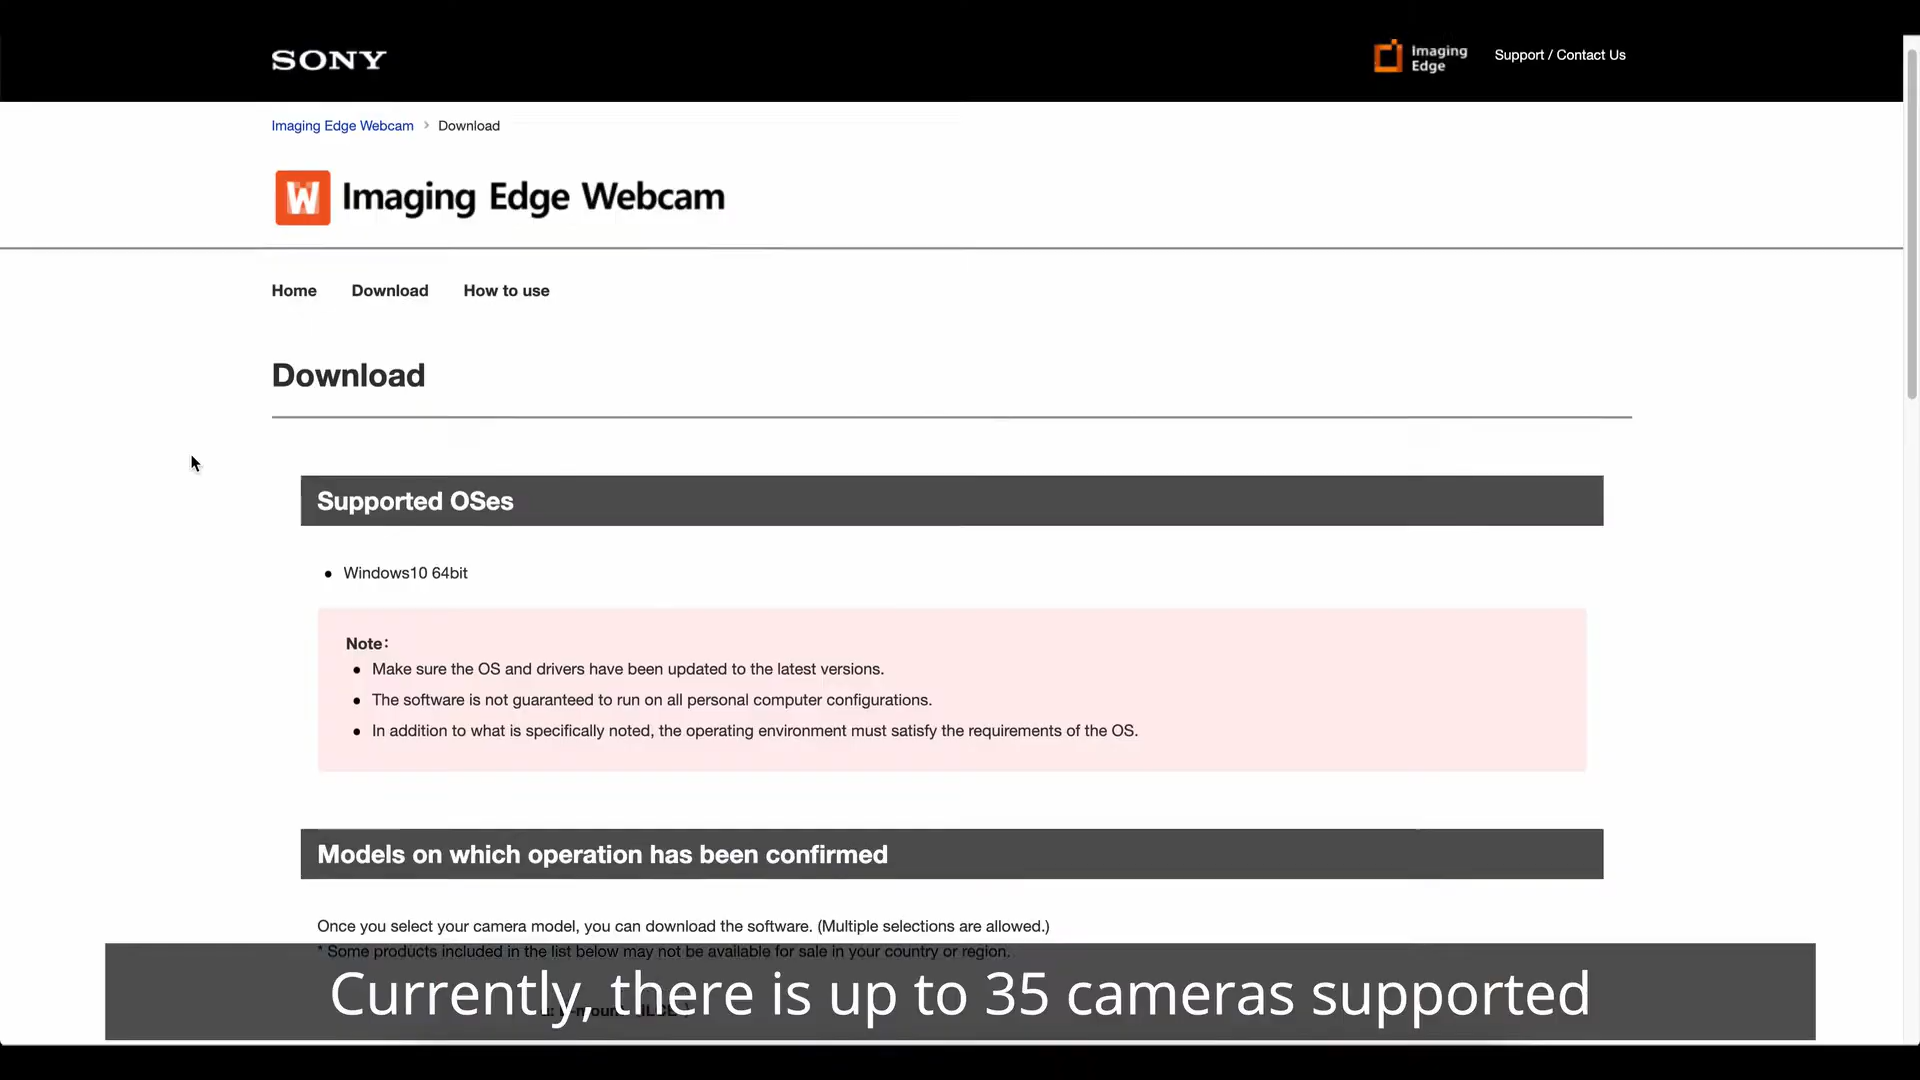 SONY
Imaging
Edge
Support / Contact Us
Imaging Edge Webcam > Download
W Imaging Edge Webcam
Home Download How to use
Download
Supported OSes
• Windows10 64bit
Note:
• Make sure the OS and drivers have been updated to the latest versions.
• The software is not guaranteed to run on all personal computer configurations.
• In addition to what is specifically noted, the operating environment must satisfy the requirements of the OS.
Models on which operation has been confirmed
Once you select your camera model, you can download the software. (Multiple selections are allowed.)
* Some products included in the list below may not be available for sale in your country or region.
Currently, there is up to 35 cameras supported